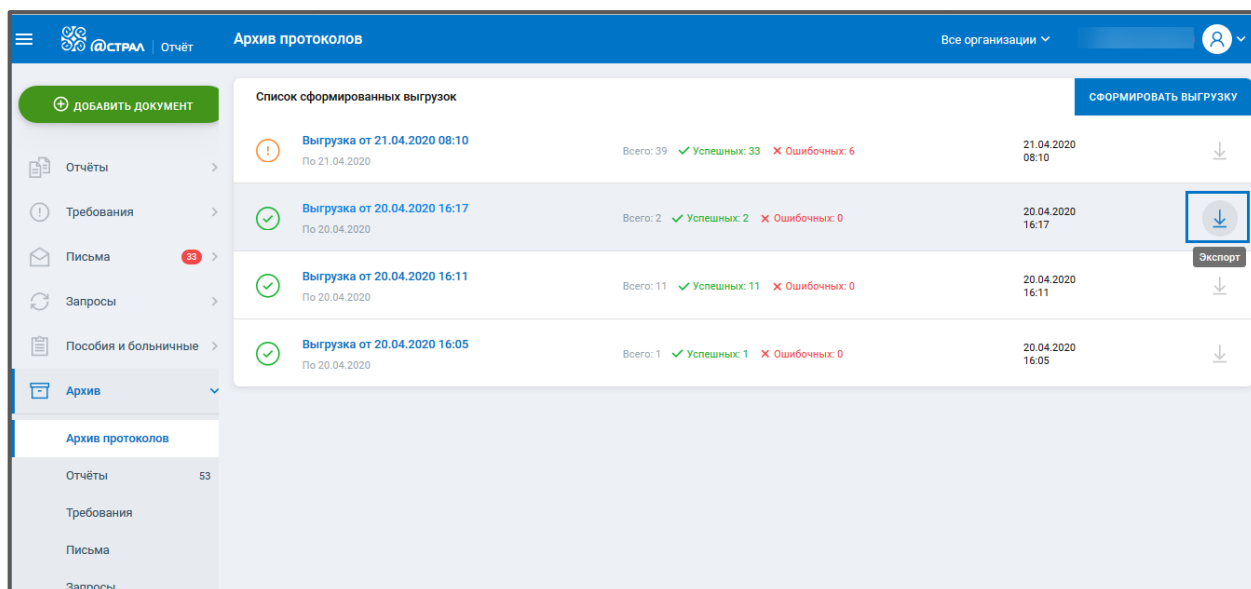 @СТРАЛ | Отчёт
Архив протоколов
Все организации
ДОБАВИТЬ ДОКУМЕНТ
Отчёты
Требования
Письма 33
Запросы
Пособия и больничные
Архив
Архив протоколов
Отчёты 53
Требования
Письма
Запросы
Список сформированных выгрузок
СФОРМИРОВАТЬ ВЫГРУЗКУ
Выгрузка от 21.04.2020 08:10
По 21.04.2020
Всего: 39 Успешных: 33 Ошибочных: 6
21.04.2020
08:10
Выгрузка от 20.04.2020 16:17
По 20.04.2020
Всего: 2 Успешных: 2 Ошибочных: 0
20.04.2020
16:17
Экспорт
Выгрузка от 20.04.2020 16:11
По 20.04.2020
Всего: 11 Успешных: 11 Ошибочных: 0
20.04.2020
16:11
Выгрузка от 20.04.2020 16:05
По 20.04.2020
Всего: 1 Успешных: 1 Ошибочных: 0
20.04.2020
16:05